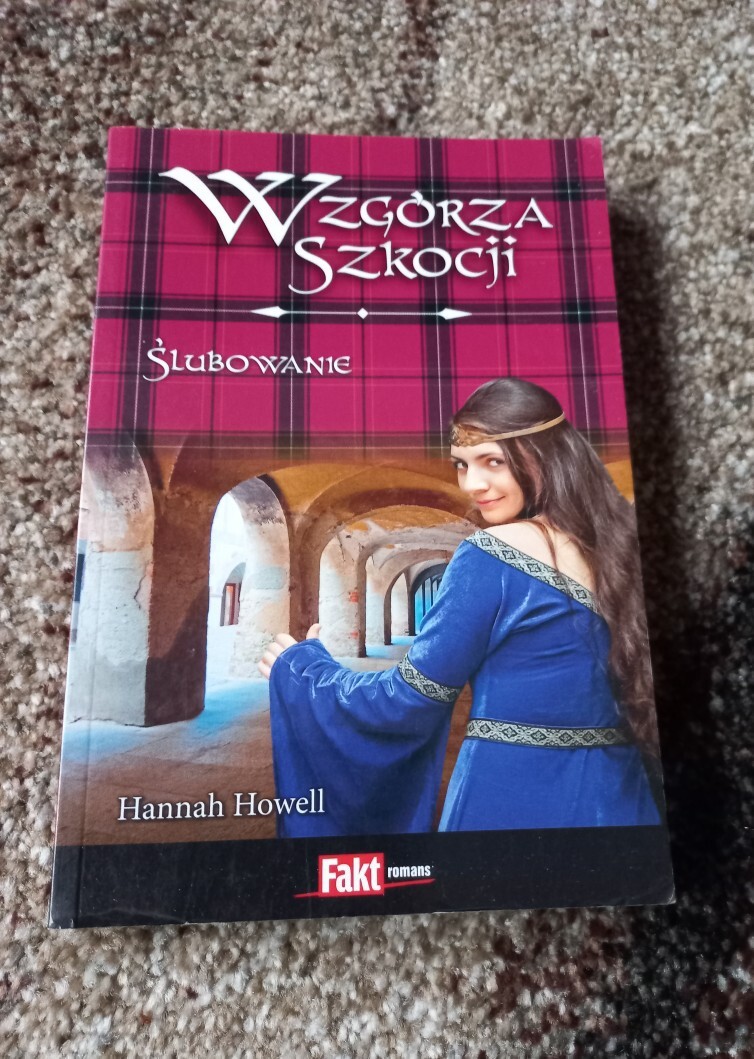 Wzgórza
Szkocji
Ślubowanie
Hannah Howell
Fakt romans